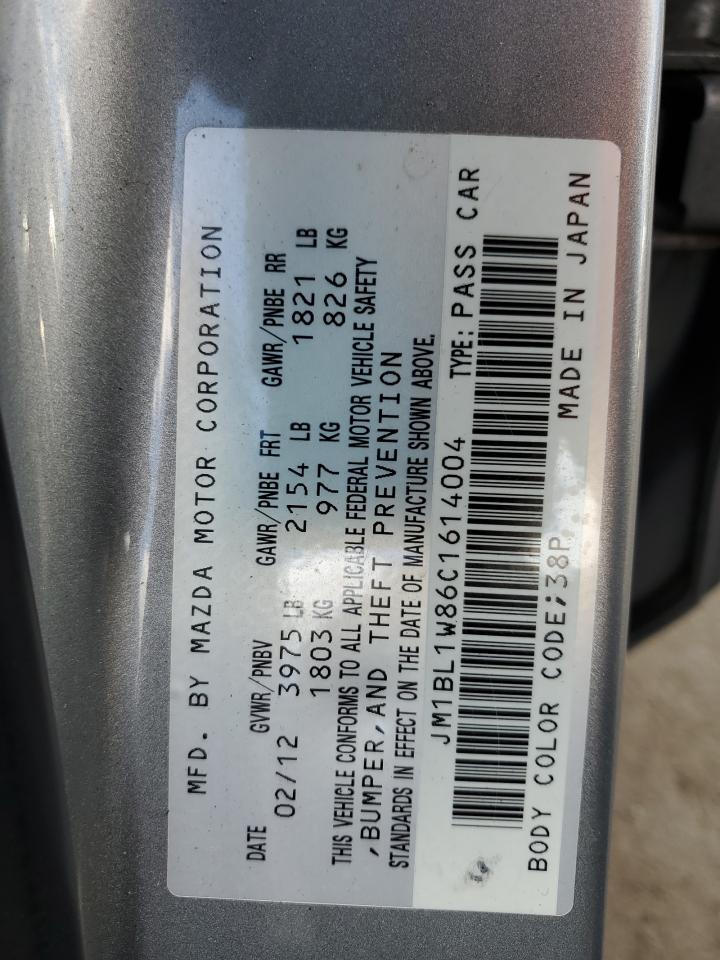 MFD. BY MAZDA MOTOR CORPORATION
DATE GVWR/PNBV GAWR/PNBE FRT GAWR/PNBE RR
02/12 3975 LB 2154 LB 1821 LB
1803 KG 977 KG 826 KG
THIS VEHICLE CONFORMS TO ALL APPLICABLE FEDERAL MOTOR VEHICLE SAFETY
,BUMPER,AND THEFT PREVENTION
STANDARDS IN EFFECT ON THE DATE OF MANUFACTURE SHOWN ABOVE.
JM1BL1W86C1614004 TYPE: PASS CAR
BODY COLOR CODE;38P MADE IN JAPAN